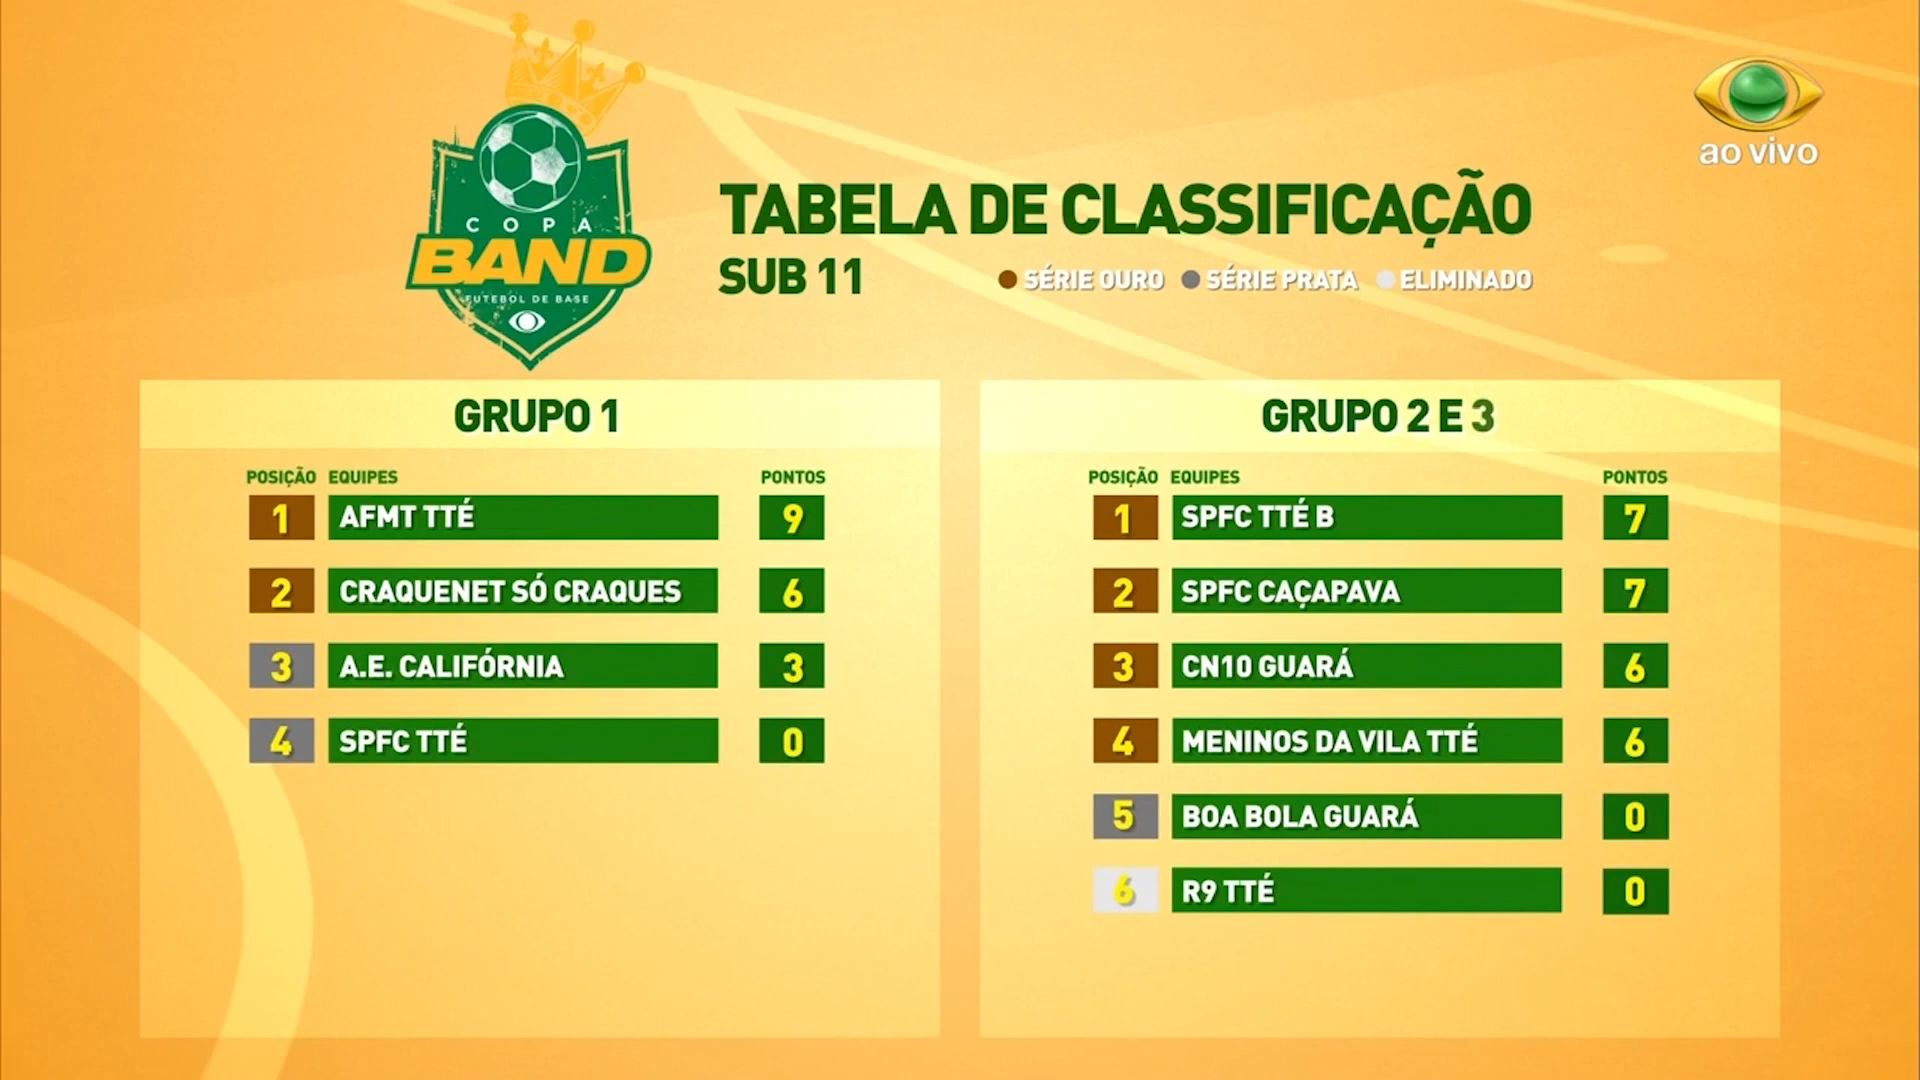 COPA
BAND
FUTEBOL DE BASE
ao vivo
TABELA DE CLASSIFICAÇÃO
SUB 11
SÉRIE OURO SÉRIE PRATA ELIMINADO
GRUPO 1
POSIÇÃO EQUIPES PONTOS
1 AFMT TTÉ 9
2 CRAQUENET SÓ CRAQUES 6
3 A.E. CALIFÓRNIA 3
4 SPFC TTÉ 0
GRUPO 2 E 3
POSIÇÃO EQUIPES PONTOS
1 SPFC TTÉ B 7
2 SPFC CAÇAPAVA 7
3 CN10 GUARÁ 6
4 MENINOS DA VILA TTÉ 6
5 BOA BOLA GUARÁ 0
6 R9 TTÉ 0